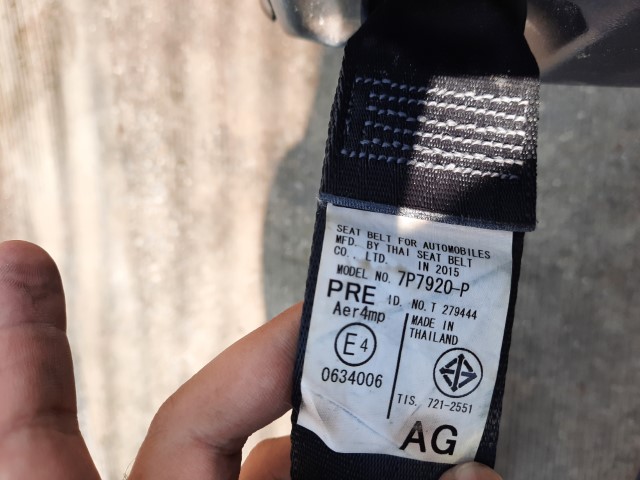 SEAT BELT FOR AUTOMOBILES
MFD. BY THAI SEAT BELT
CO., LTD. IN 2015
MODEL NO. 7P7920-P
PRE ID. NO. T 279444
Aer4mp
E4
0634006
MADE IN
THAILAND
TIS. 721-2551
AG